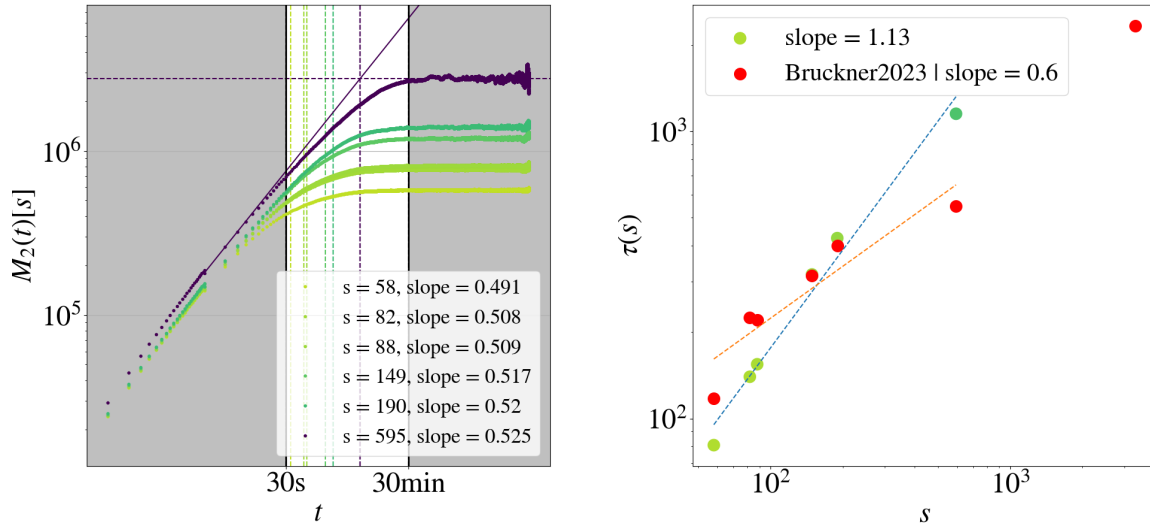 M₂(t)[s]
10⁶
10⁵
s = 58, slope = 0.491
s = 82, slope = 0.508
s = 88, slope = 0.509
s = 149, slope = 0.517
s = 190, slope = 0.52
s = 595, slope = 0.525
30s
30min
t
slope = 1.13
Bruckner2023 | slope = 0.6
τ(s)
10³
10²
10²
10³
s